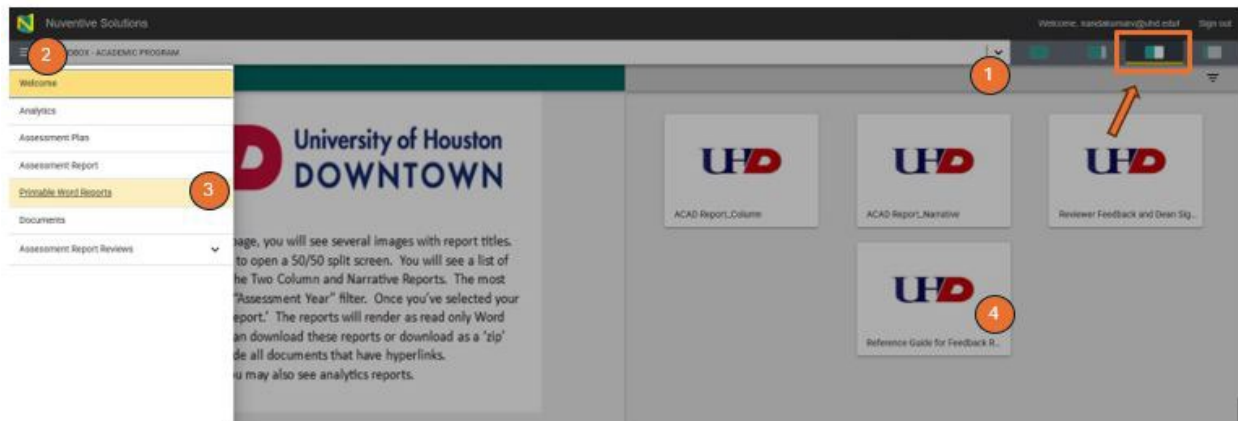 Nuventive Solutions
Sign out
Welcome,
2
- ACADEMIC PROGRAM
1
Welcome
Analytics
Assessment Plan
Assessment Report
Printable Word Reports
3
Documents
Assessment Report Reviews
D
University of Houston
DOWNTOWN
page, you will see several images with report titles.
to open a 50/50 split screen. You will see a list of
he Two Column and Narrative Reports. The most
"Assessment Year" filter. Once you've selected your
eport.' The reports will render as read only Word
an download these reports or download as a 'zip'
de all documents that have hyperlinks.
u may also see analytics reports.
UHD
ACAD Report_Column
UHD
ACAD Report_Narrative
UHD
Reviewer Feedback and Dean Sig...
UHD
4
Reference Guide for Feedback R...